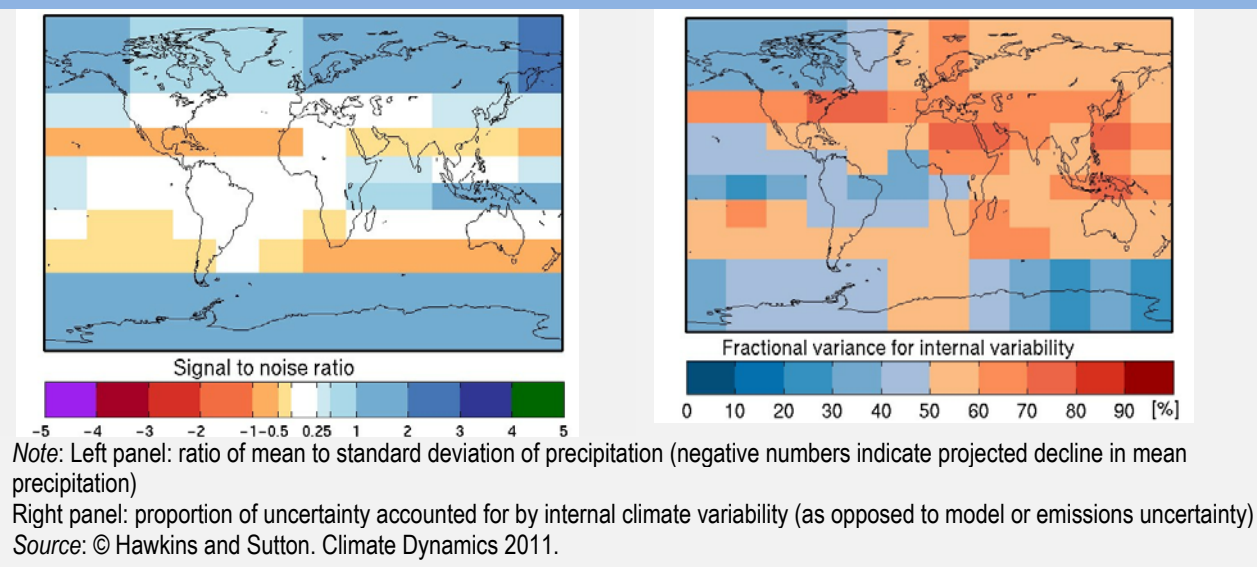 Signal to noise ratio
-5 -4 -3 -2 -1 -0.5 0.25 1 2 3 4 5
Fractional variance for internal variability
0 10 20 30 40 50 60 70 80 90 [%]
Note: Left panel: ratio of mean to standard deviation of precipitation (negative numbers indicate projected decline in mean
precipitation)
Right panel: proportion of uncertainty accounted for by internal climate variability (as opposed to model or emissions uncertainty)
Source: © Hawkins and Sutton. Climate Dynamics 2011.